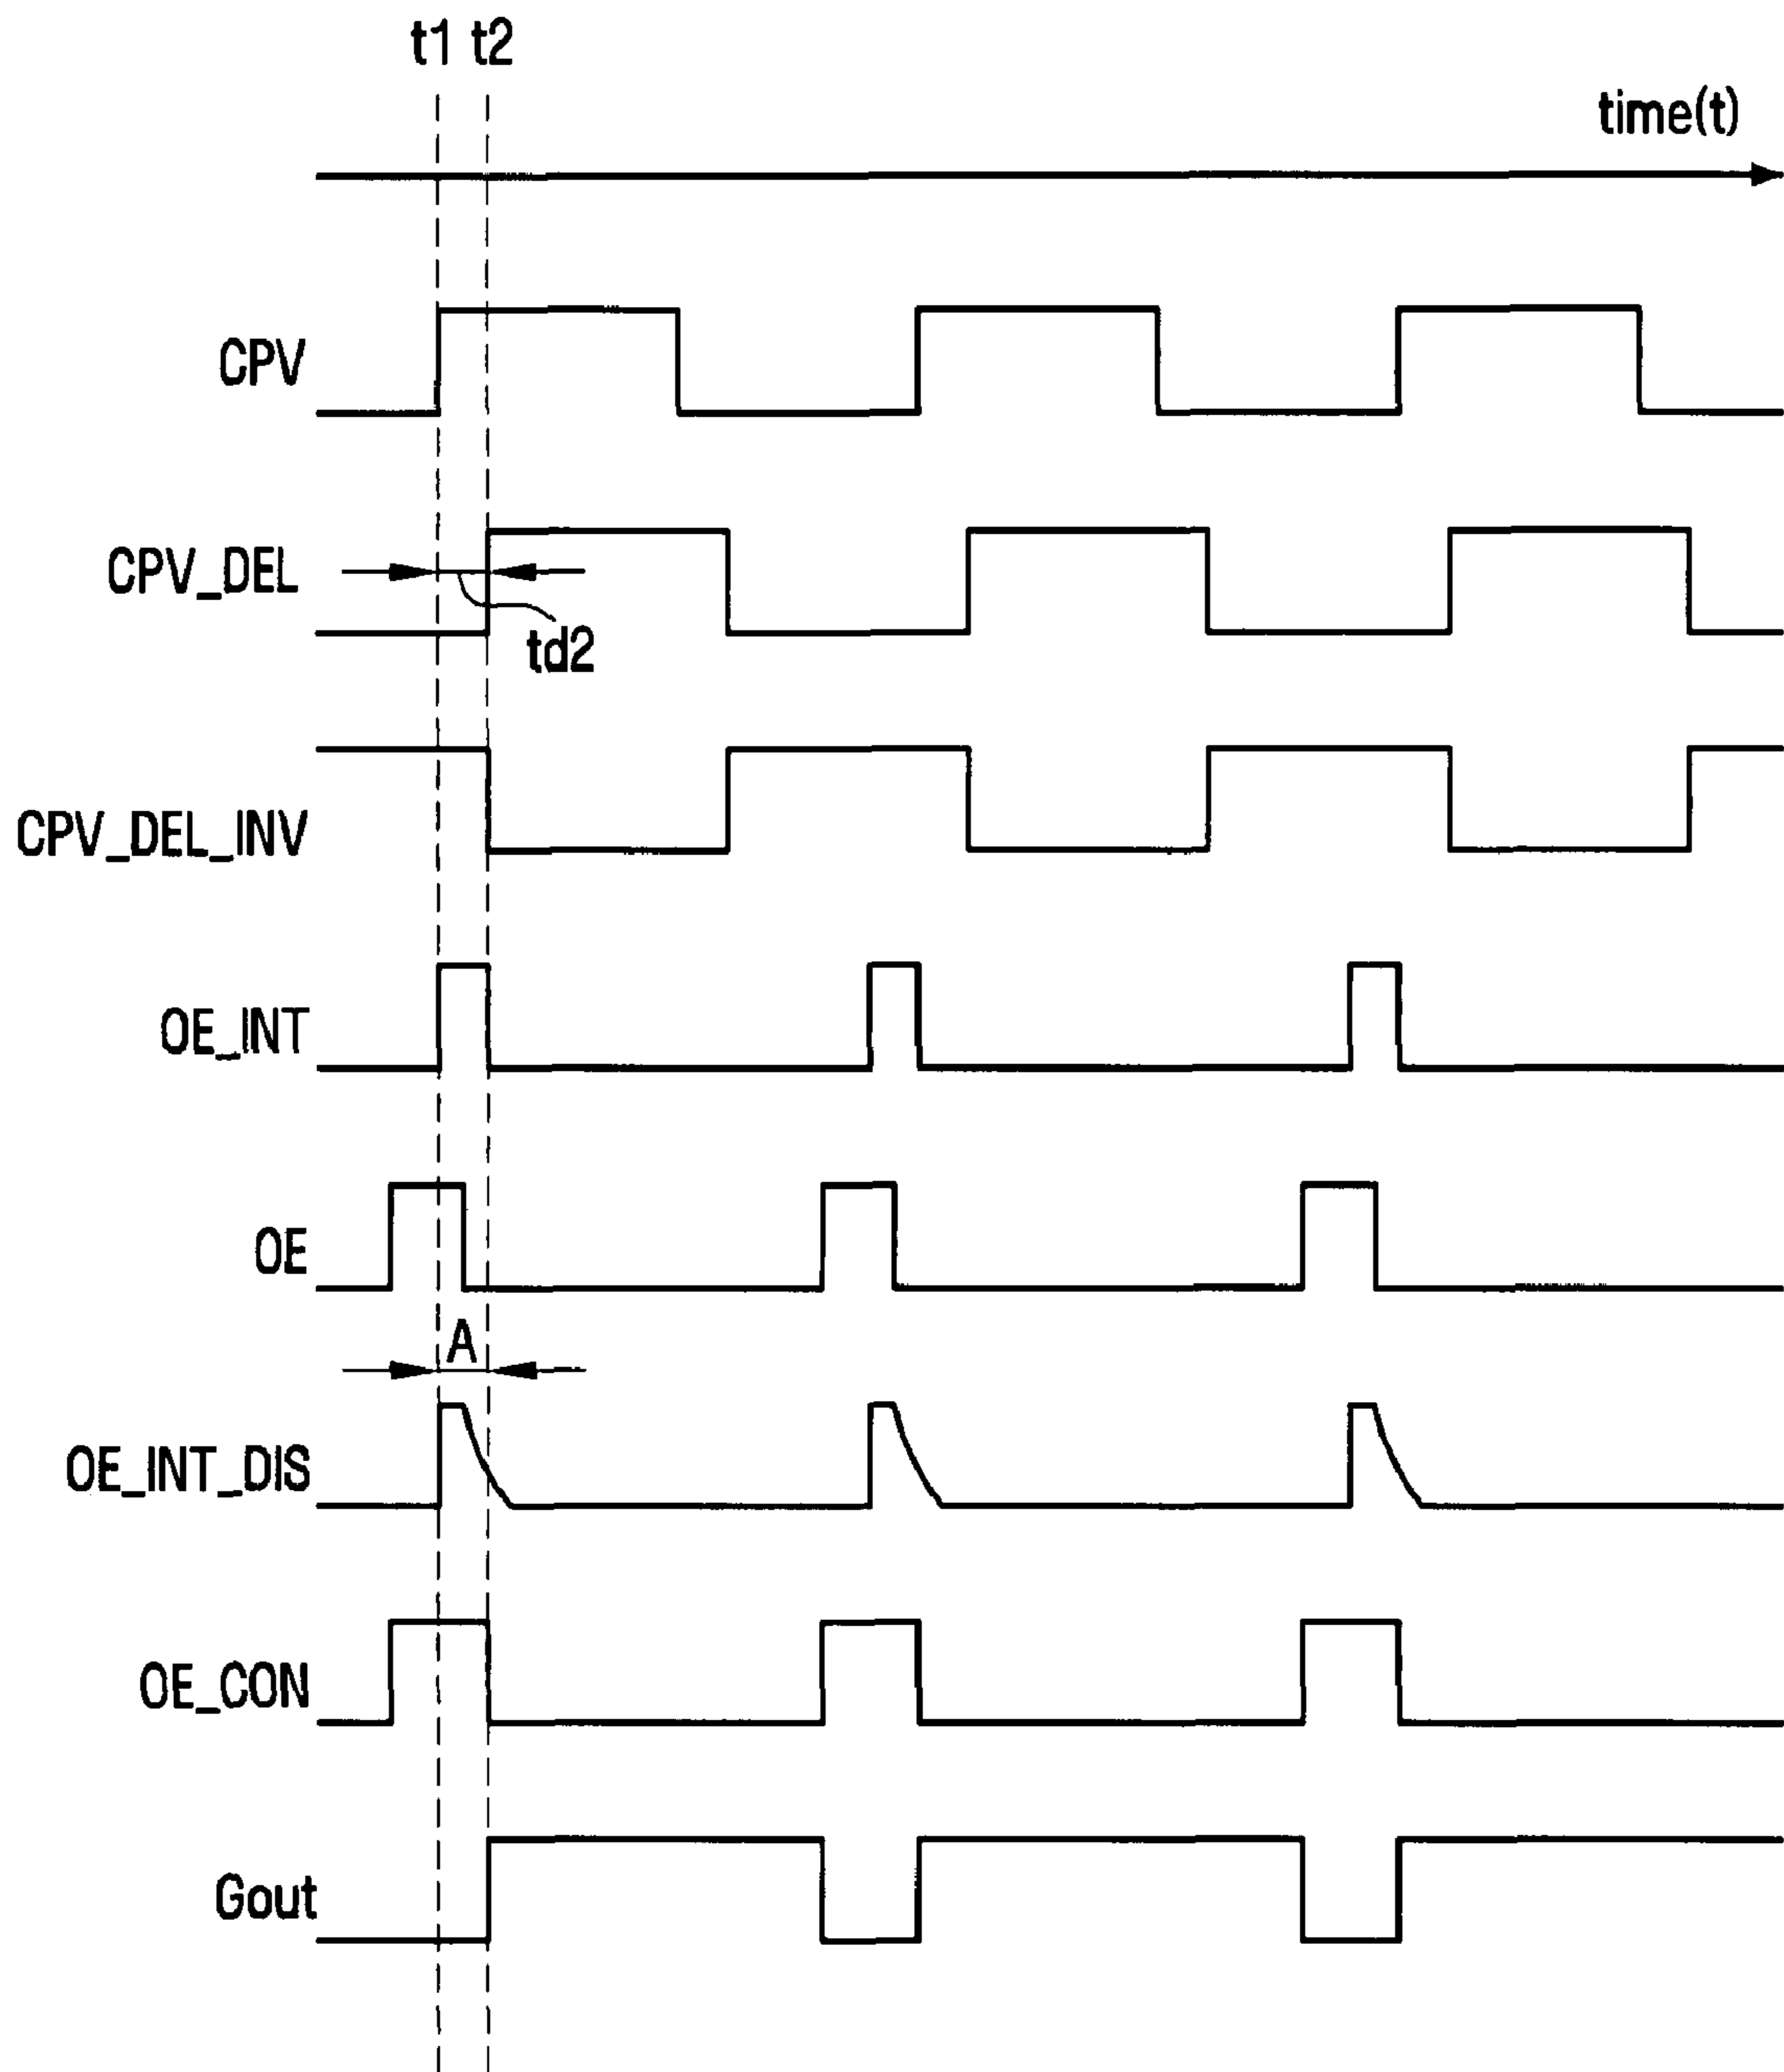 t1 t2
time(t)
CPV
CPV_DEL
td2
CPV_DEL_INV
OE_INT
OE
A
OE_INT_DIS
OE_CON
Gout